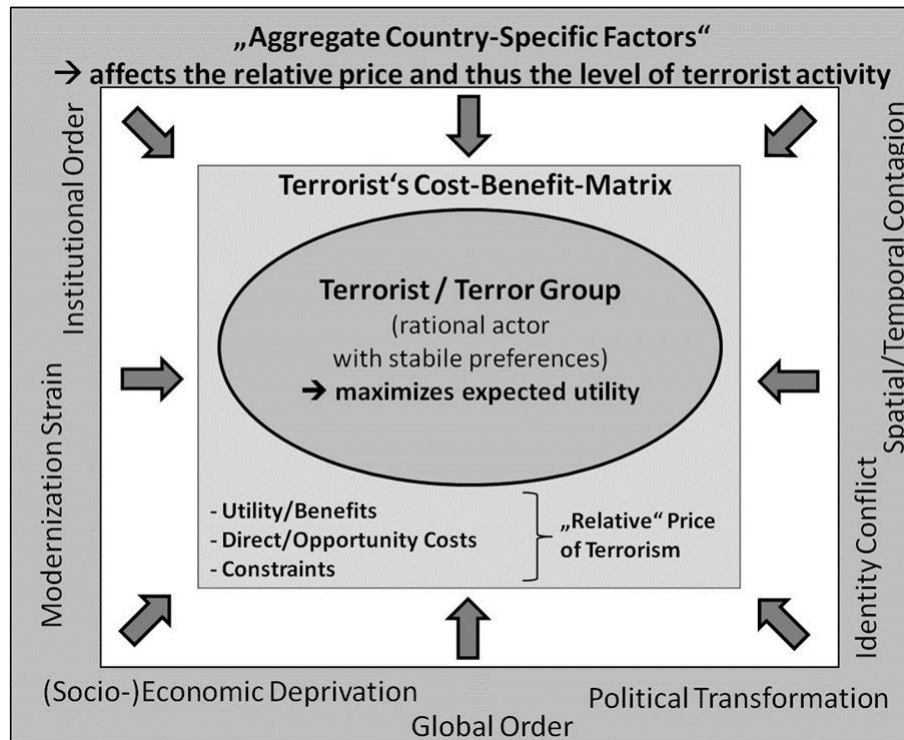 „Aggregate Country-Specific Factors“
→ affects the relative price and thus the level of terrorist activity
Institutional Order
Modernization Strain
Terrorist's Cost-Benefit-Matrix
Terrorist / Terror Group
(rational actor
with stabile preferences)
→ maximizes expected utility
- Utility/Benefits
- Direct/Opportunity Costs
- Constraints
„Relative“ Price
of Terrorism
Spatial/Temporal Contagion
Identity Conflict
(Socio-)Economic Deprivation
Global Order
Political Transformation